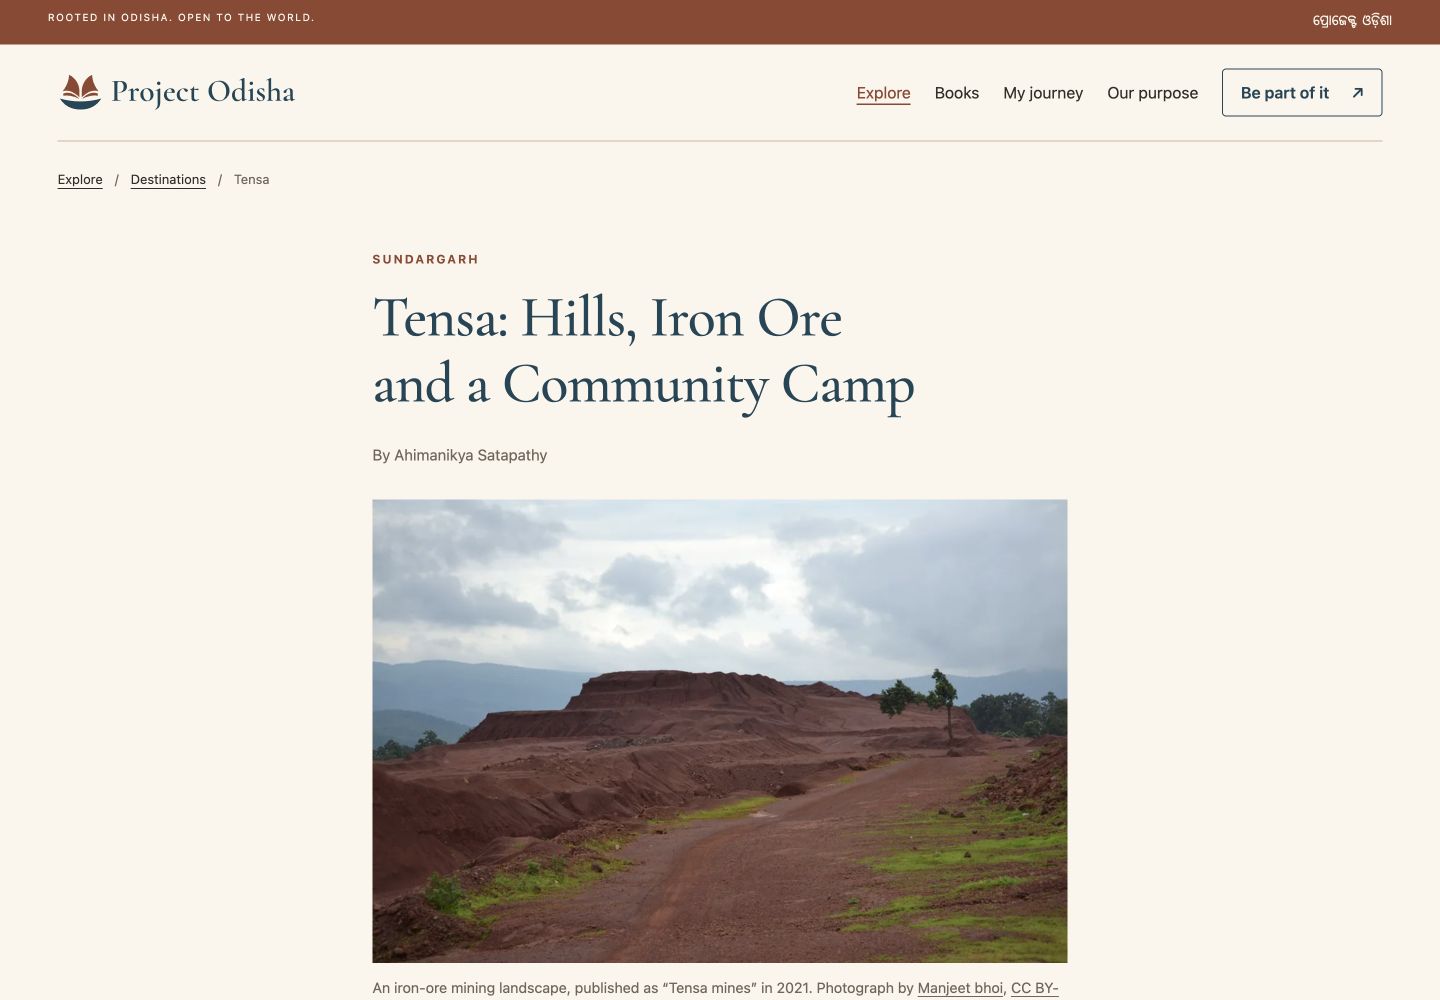 ROOTED IN ODISHA. OPEN TO THE WORLD.
ପ୍ରୋଜେକ୍ଟ ଓଡ଼ିଶା
Project Odisha
Explore
Books
My journey
Our purpose
Be part of it
Explore / Destinations / Tensa
SUNDARGARH
Tensa: Hills, Iron Ore
and a Community Camp
By Ahimanikya Satapathy
An iron-ore mining landscape, published as “Tensa mines” in 2021. Photograph by Manjeet bhoi, CC BY-